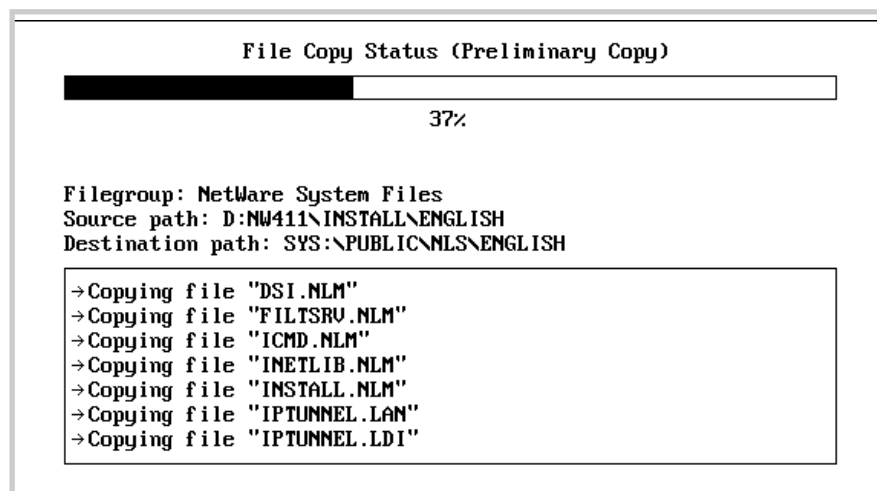 File Copy Status (Preliminary Copy)
37%
Filegroup: NetWare System Files
Source path: D:NW411\INSTALL\ENGLISH
Destination path: SYS:\PUBLIC\NLS\ENGLISH
→Copying file "DSI.NLM"
→Copying file "FILTSRV.NLM"
→Copying file "ICMD.NLM"
→Copying file "INETLIB.NLM"
→Copying file "INSTALL.NLM"
→Copying file "IPTUNNEL.LAN"
→Copying file "IPTUNNEL.LDI"